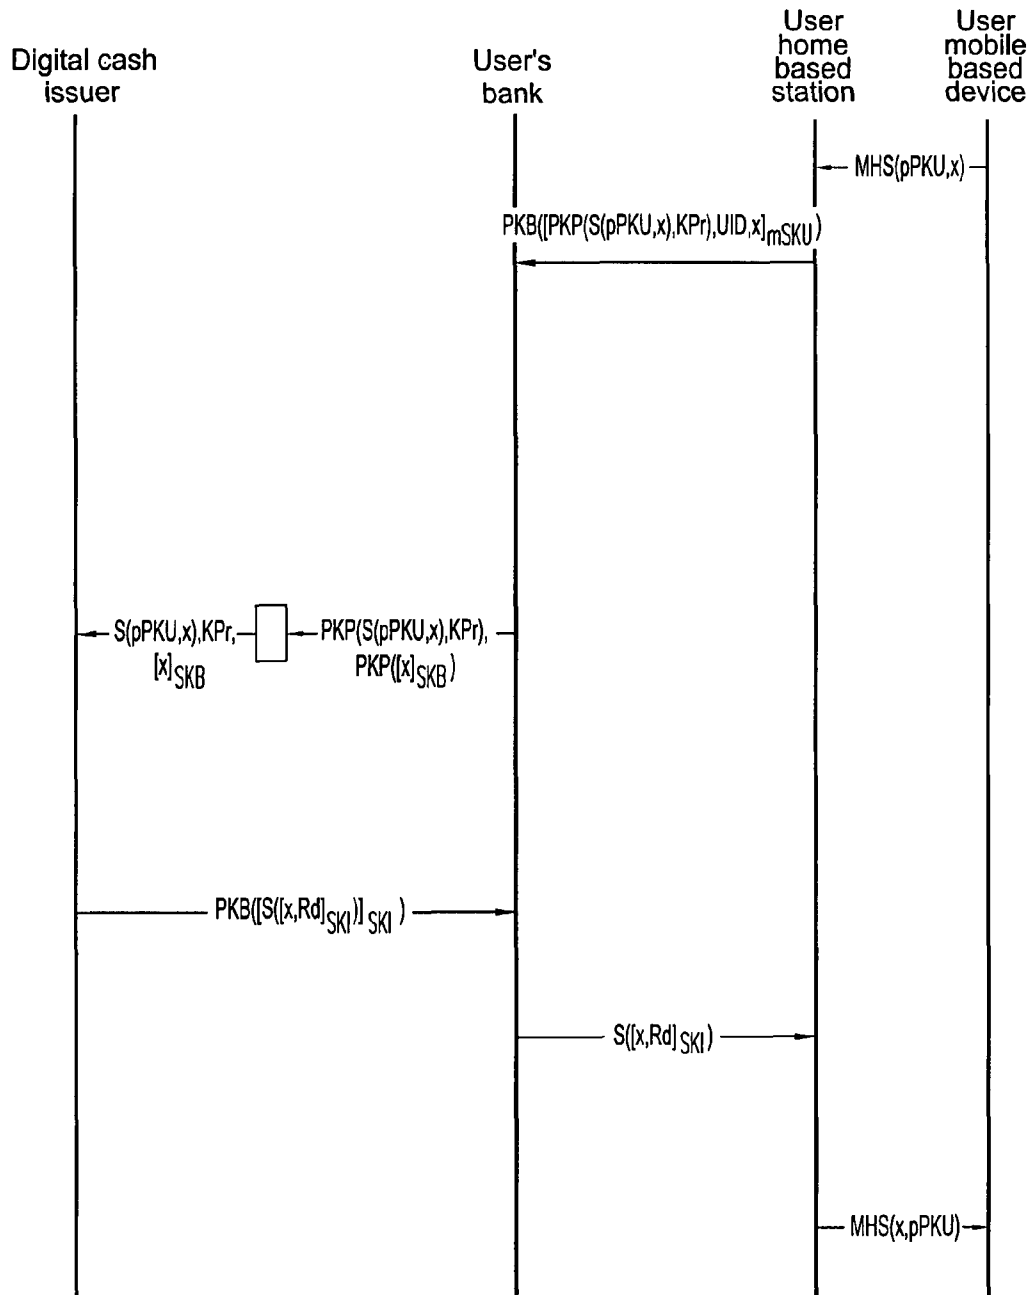 Digital cash
issuer
User's
bank
User
home
based
station
User
mobile
based
device
MHS(pPKU,x)
PKB([PKP(S(pPKU,x),KPr),UID,x]mSKU)
S(pPKU,x),KPr,
[x]SKB
PKP(S(pPKU,x),KPr),
PKP([x]SKB)
PKB([S([x,Rd]SKI)]SKI)
S([x,Rd]SKI)
MHS(x,pPKU)